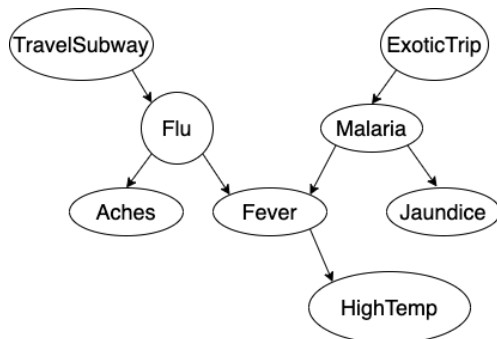 TravelSubway
ExoticTrip
Flu
Malaria
Aches
Fever
Jaundice
HighTemp